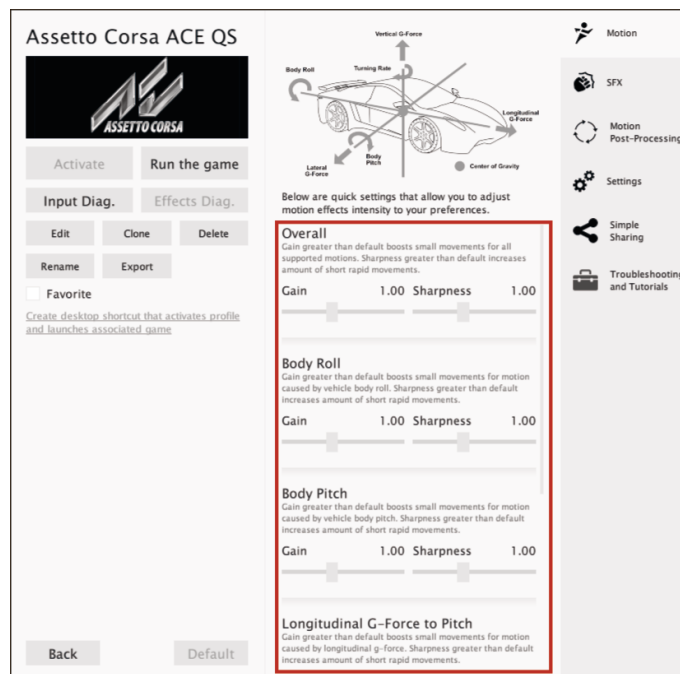 Assetto Corsa ACE QS
ASSETTO CORSA
Activate
Run the game
Input Diag.
Effects Diag.
Edit
Clone
Delete
Rename
Export
Favorite
Create desktop shortcut that activates profile
and launches associated game
Back
Default
Vertical G-Force
Body Roll
Turning Rate
Longitudinal
G-Force
Lateral
G-Force
Body
Pitch
Center of Gravity
Below are quick settings that allow you to adjust
motion effects intensity to your preferences.
Overall
Gain greater than default boosts small movements for all
supported motions. Sharpness greater than default increases
amount of short rapid movements.
Gain 1.00 Sharpness 1.00
Body Roll
Gain greater than default boosts small movements for motion
caused by vehicle body roll. Sharpness greater than default
increases amount of short rapid movements.
Gain 1.00 Sharpness 1.00
Body Pitch
Gain greater than default boosts small movements for motion
caused by vehicle body pitch. Sharpness greater than default
increases amount of short rapid movements.
Gain 1.00 Sharpness 1.00
Longitudinal G-Force to Pitch
Gain greater than default boosts small movements for motion
caused by longitudinal g-force. Sharpness greater than default
increases amount of short rapid movements.
Motion
SFX
Motion
Post-Processing
Settings
Simple
Sharing
Troubleshooting
and Tutorials